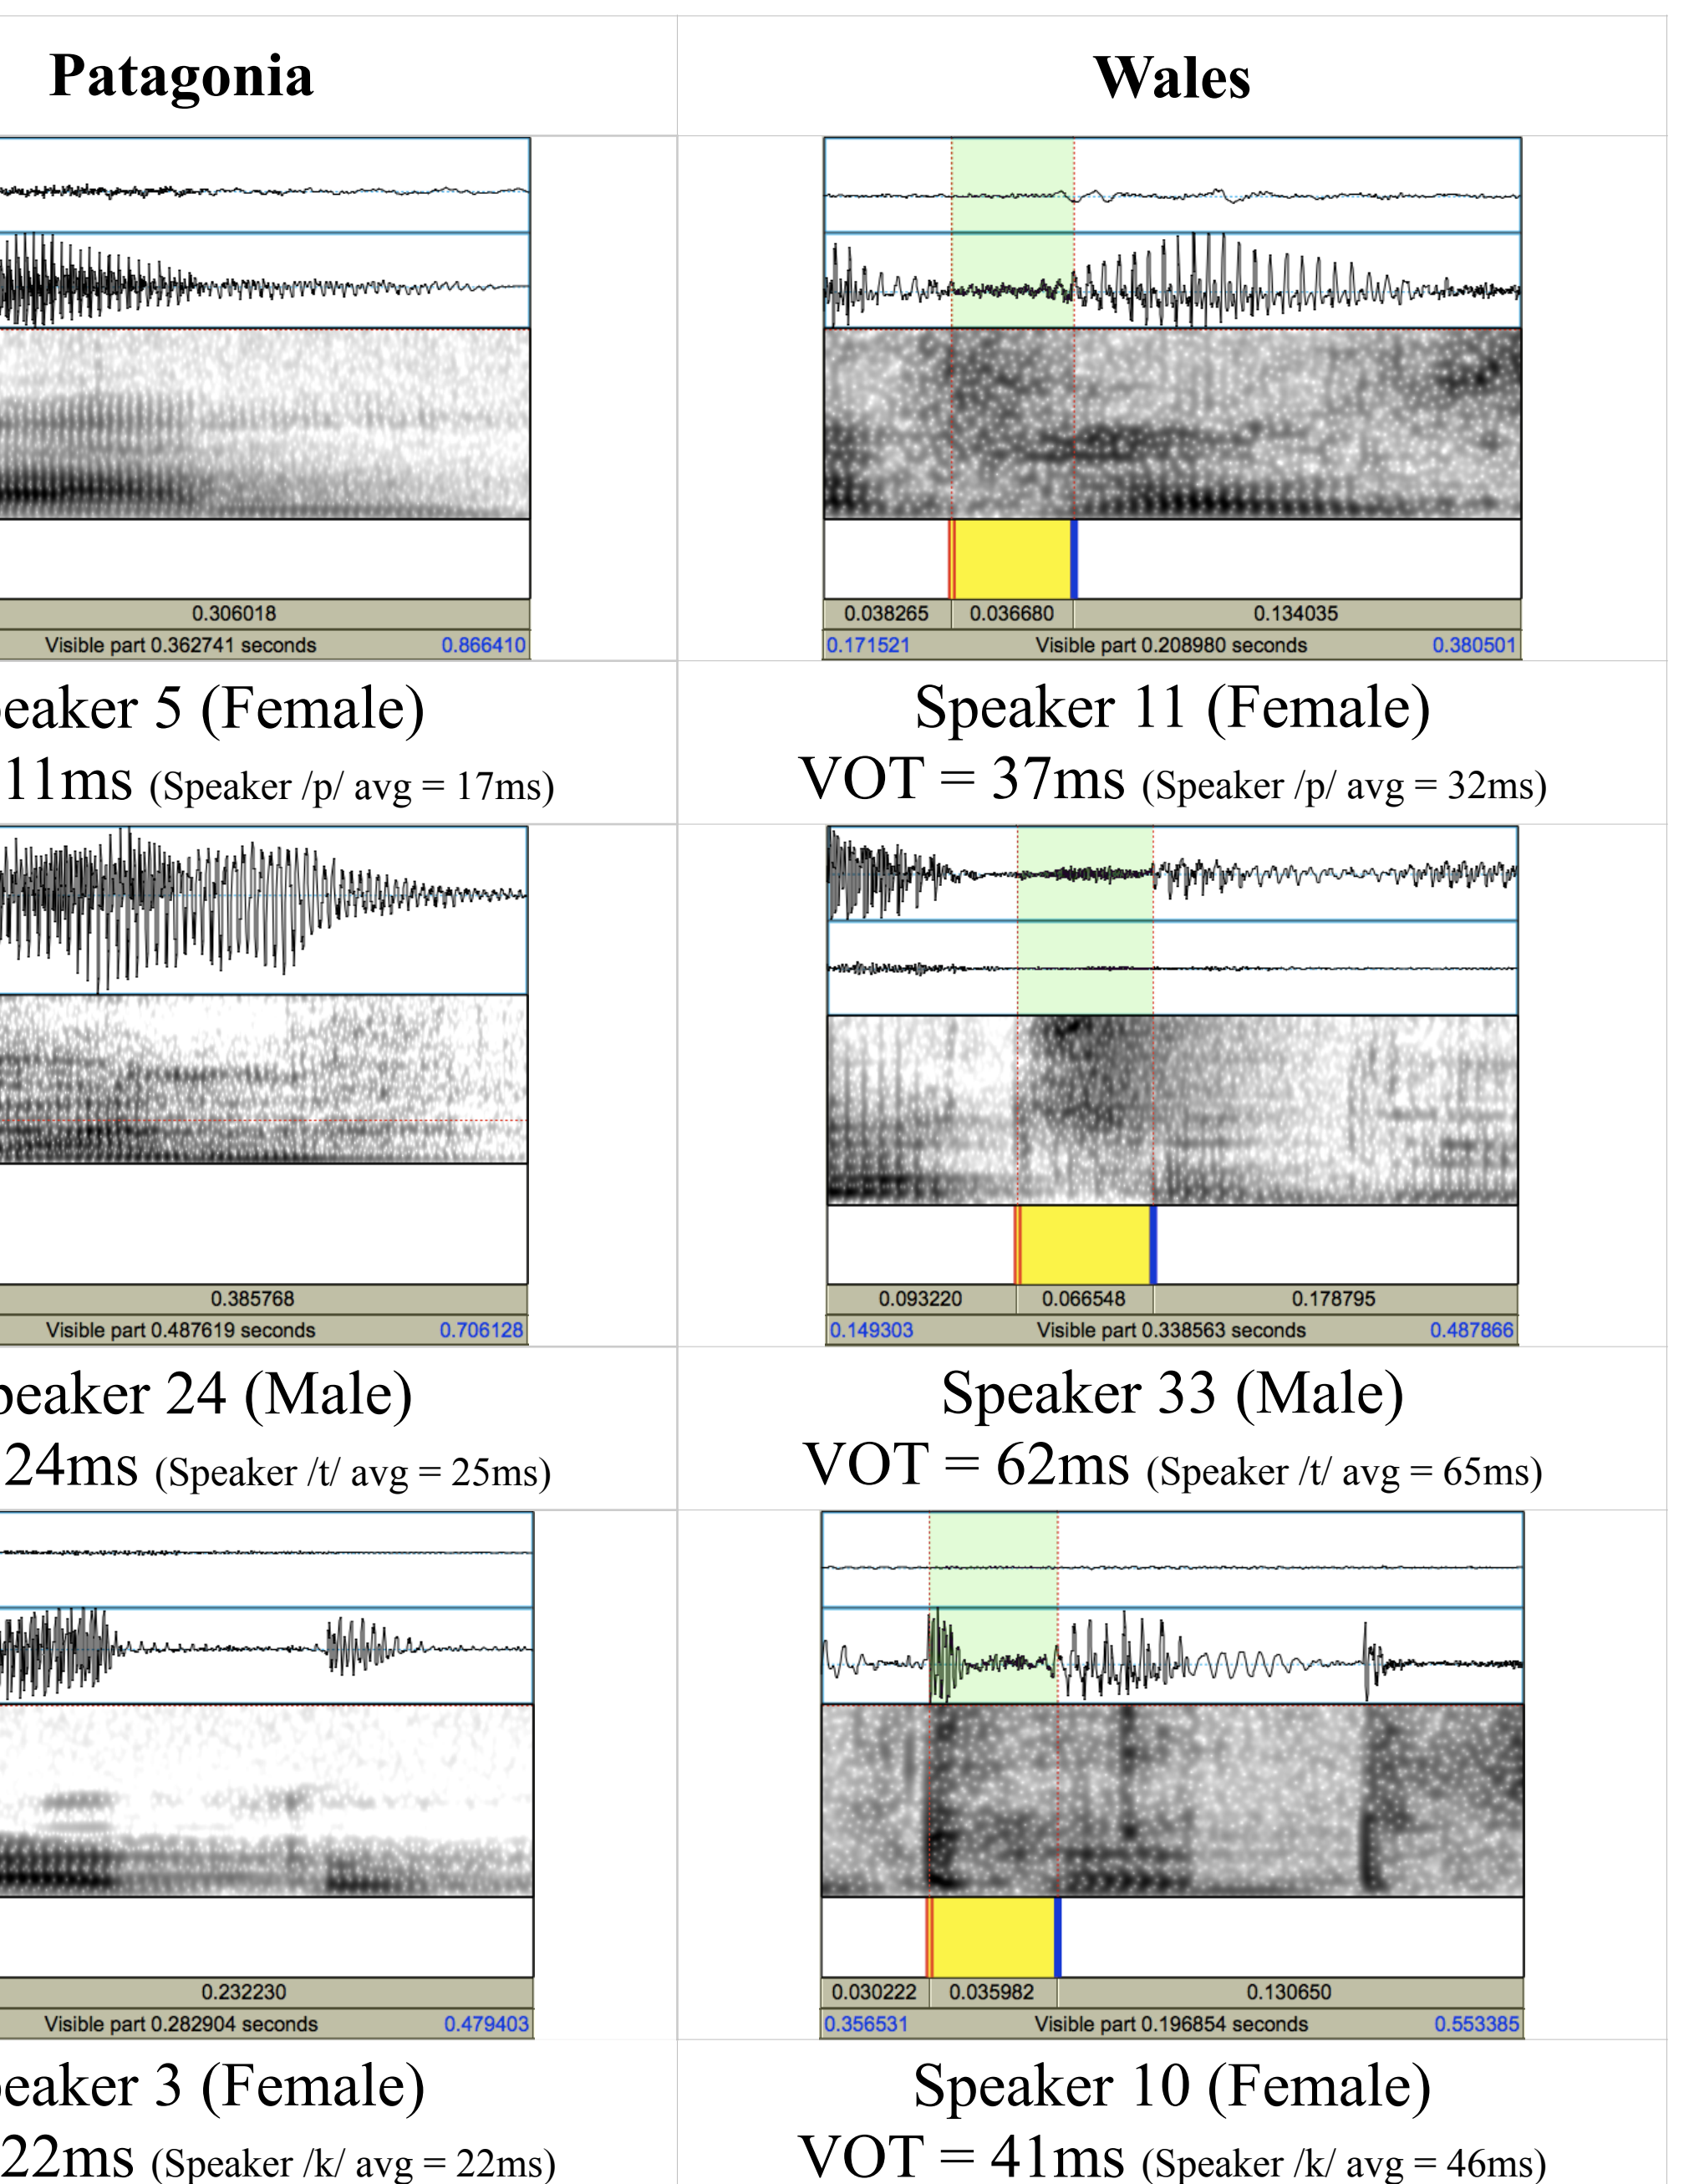 Patagonia
Wales
0.306018
Visible part 0.362741 seconds 0.866410
0.038265 0.036680 0.134035
0.171521 Visible part 0.208980 seconds 0.380501
eaker 5 (Female)
11ms (Speaker /p/ avg = 17ms)
Speaker 11 (Female)
VOT = 37ms (Speaker /p/ avg = 32ms)
0.385768
Visible part 0.487619 seconds 0.706128
0.093220 0.066548 0.178795
0.149303 Visible part 0.338563 seconds 0.487866
peaker 24 (Male)
24ms (Speaker /t/ avg = 25ms)
Speaker 33 (Male)
VOT = 62ms (Speaker /t/ avg = 65ms)
0.232230
Visible part 0.282904 seconds 0.479403
0.030222 0.035982 0.130650
0.356531 Visible part 0.196854 seconds 0.553385
eaker 3 (Female)
22ms (Speaker /k/ avg = 22ms)
Speaker 10 (Female)
VOT = 41ms (Speaker /k/ avg = 46ms)